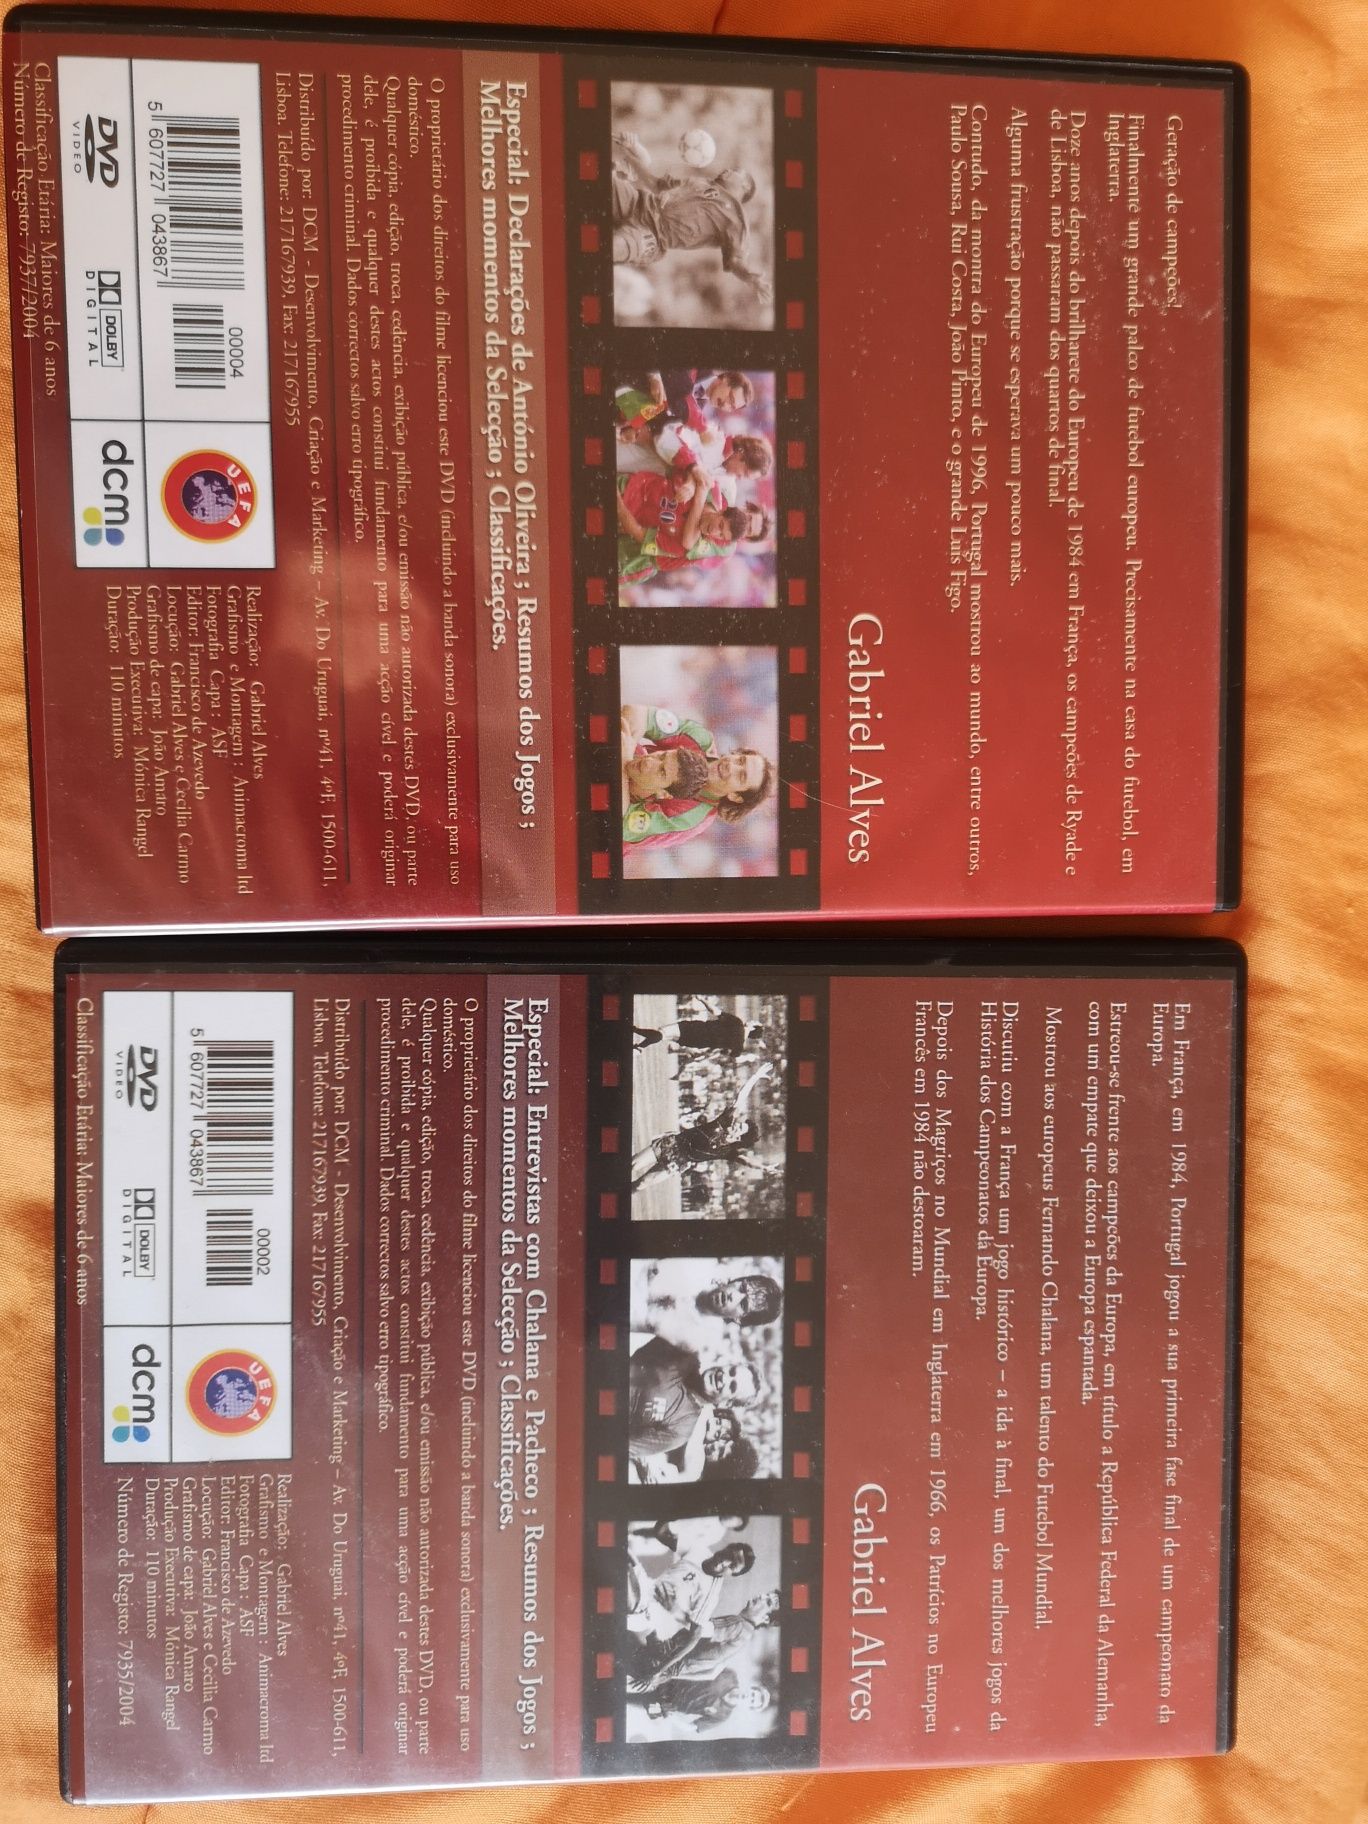 Geração de campeões!
Finalmente um grande palco de futebol europeu. Precisamente na casa do futebol, em
Inglaterra.
Doze anos depois do brilharete do Europeu de 1984 em França, os campeões de Ryade e
de Lisboa, não passaram dos quartos de final.
Alguma frustração porque se esperava um pouco mais.
Contudo, da montra do Europeu de 1996, Portugal mostrou ao mundo, entre outros,
Paulo Sousa, Rui Costa, João Pinto, e o grande Luís Figo.
Gabriel Alves
Especial: Declarações de António Oliveira ; Resumos dos Jogos ;
Melhores momentos da Selecção ; Classificações.
O proprietário dos direitos do filme licenciou este DVD (incluindo a banda sonora) exclusivamente para uso
doméstico.
Qualquer cópia, edição, troca, cedência, exibição pública, e/ou emissão não autorizada destes DVD, ou parte
dele, é proibida e qualquer destes actos constitui fundamento para uma acção cível e poderá originar
procedimento criminal. Dados correctos salvo erro tipográfico.
Distribuído por: DCM - Desenvolvimento, Criação e Marketing – Av. Do Uruguai, nº41, 4ºF, 1500-611,
Lisboa. Telefone: 217167939, Fax: 217167955
5 607727 043867
00004
UEFA
DVD
VIDEO
DOLBY
DIGITAL
dcm
Realização: Gabriel Alves
Grafismo e Montagem : Animacroma ltd
Fotografia Capa : ASF
Editor: Francisco de Azevedo
Locução: Gabriel Alves e Cecília Carmo
Grafismo de capa: João Amaro
Produção Executiva: Mónica Rangel
Duração: 110 minutos
Classificação Etária: Maiores de 6 anos
Número de Registo: 7937/2004
Em França, em 1984, Portugal jogou a sua primeira fase final de um campeonato da
Europa.
Estreou-se frente aos campeões da Europa, em título a República Federal da Alemanha,
com um empate que deixou a Europa espantada.
Mostrou aos europeus Fernando Chalana, um talento do Futebol Mundial.
Discutiu com a França um jogo histórico – a ida à final, um dos melhores jogos da
História dos Campeonatos da Europa.
Depois dos Magriços no Mundial em Inglaterra em 1966, os Patrícios no Europeu
Francês em 1984 não destoaram.
Gabriel Alves
Especial: Entrevistas com Chalana e Pacheco ; Resumos dos Jogos ;
Melhores momentos da Selecção ; Classificações.
O proprietário dos direitos do filme licenciou este DVD (incluindo a banda sonora) exclusivamente para uso
doméstico.
Qualquer cópia, edição, troca, cedência, exibição pública, e/ou emissão não autorizada destes DVD, ou parte
dele, é proibida e qualquer destes actos constitui fundamento para uma acção cível e poderá originar
procedimento criminal. Dados correctos salvo erro tipográfico.
Distribuído por: DCM - Desenvolvimento, Criação e Marketing – Av. Do Uruguai, nº41, 4ºF, 1500-611,
Lisboa. Telefone: 217167939, Fax: 217167955
5 607727 043867
00002
UEFA
DVD
VIDEO
DOLBY
DIGITAL
dcm
Realização: : Gabriel Alves
Grafismo e Montagem : Animacroma ltd
Fotografia Capa : ASF
Editor: Francisco de Azevedo
Locução: Gabriel Alves e Cecília Carmo
Grafismo de capa: João Amaro
Produção Executiva: Mónica Rangel
Duração: 110 minutos
Número de Registo: 7935/2004
Classificação Etária: Maiores de 6 anos